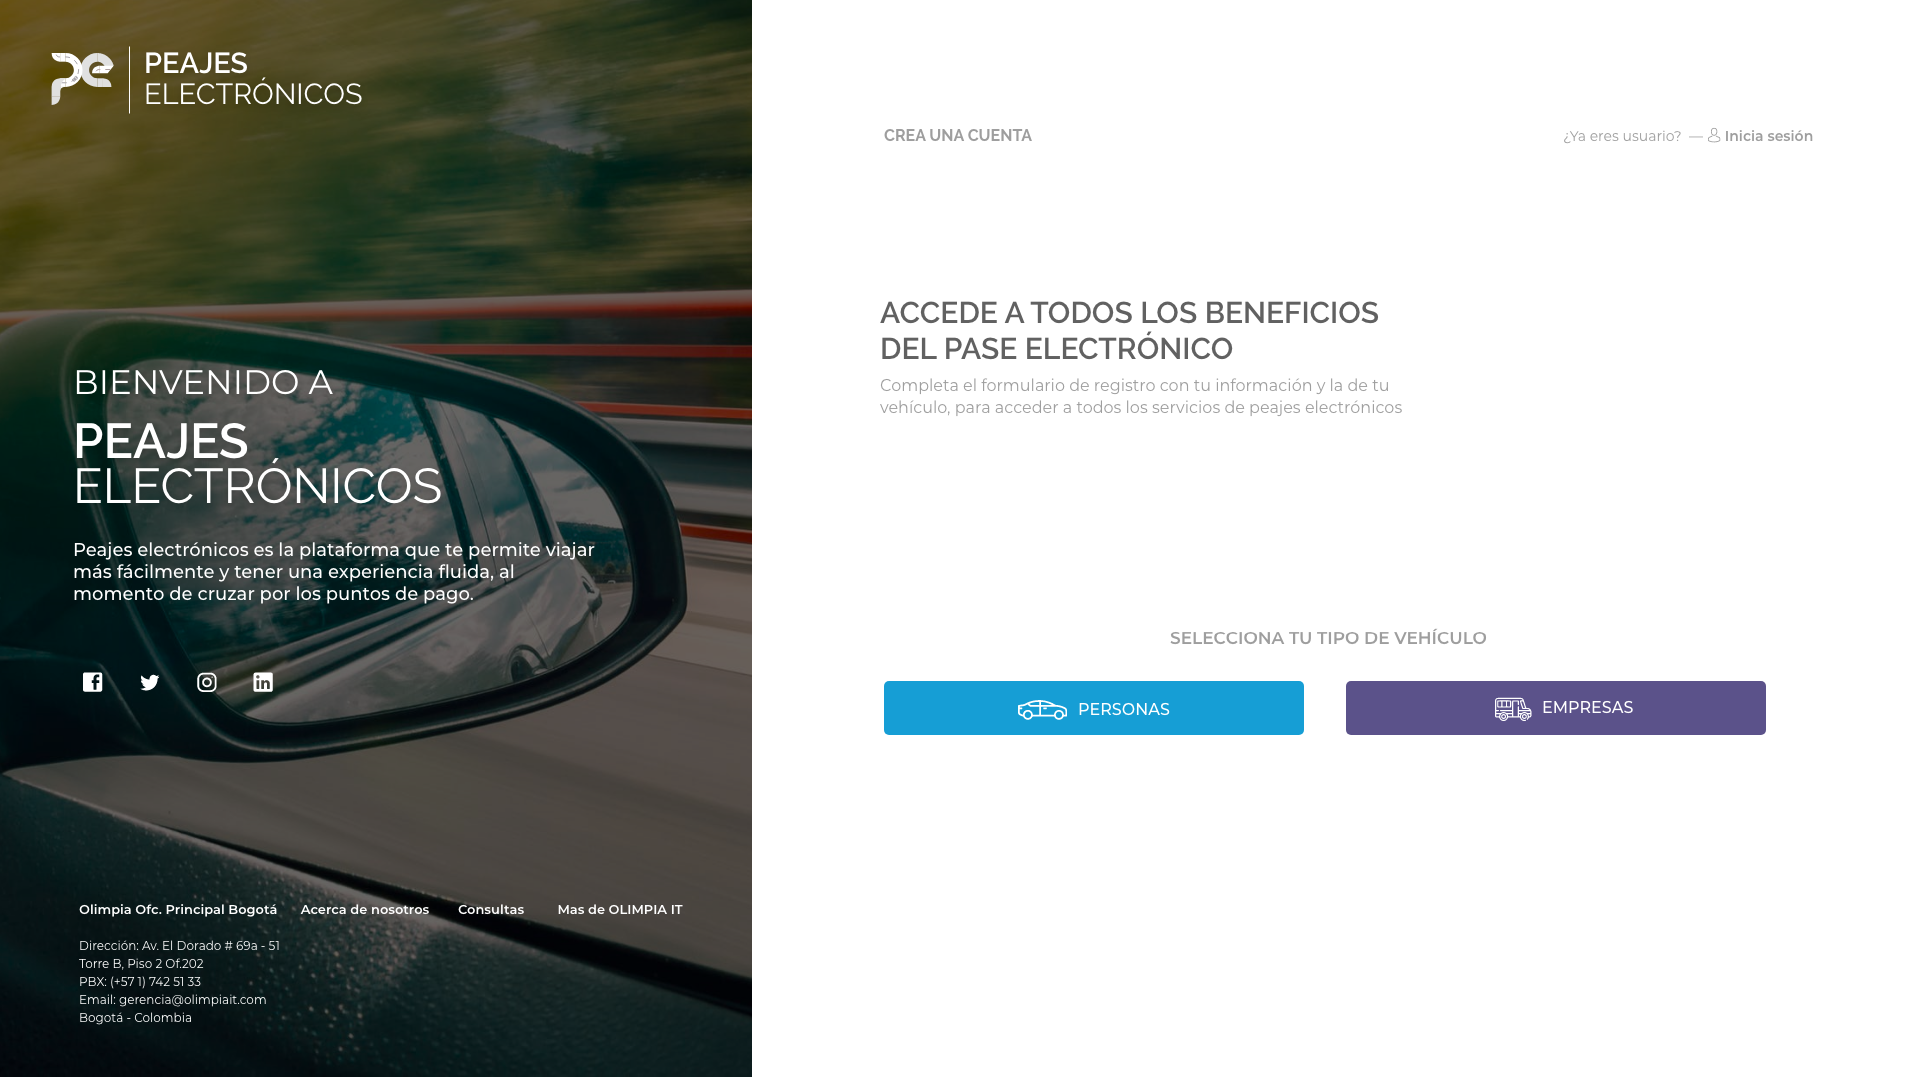 PEAJES
ELECTRÓNICOS
BIENVENIDO A
PEAJES
ELECTRÓNICOS
Peajes electrónicos es la plataforma que te permite viajar
más fácilmente y tener una experiencia fluida, al
momento de cruzar por los puntos de pago.
Olimpia Ofc. Principal Bogotá
Acerca de nosotros
Consultas
Mas de OLIMPIA IT
Dirección: Av. El Dorado # 69a - 51
Torre B, Piso 2 Of.202
PBX: (+57 1) 742 51 33
Email: gerencia@olimpiait.com
Bogotá - Colombia
CREA UNA CUENTA
¿Ya eres usuario? — Inicia sesión
ACCEDE A TODOS LOS BENEFICIOS
DEL PASE ELECTRÓNICO
Completa el formulario de registro con tu información y la de tu
vehículo, para acceder a todos los servicios de peajes electrónicos
SELECCIONA TU TIPO DE VEHÍCULO
PERSONAS
EMPRESAS